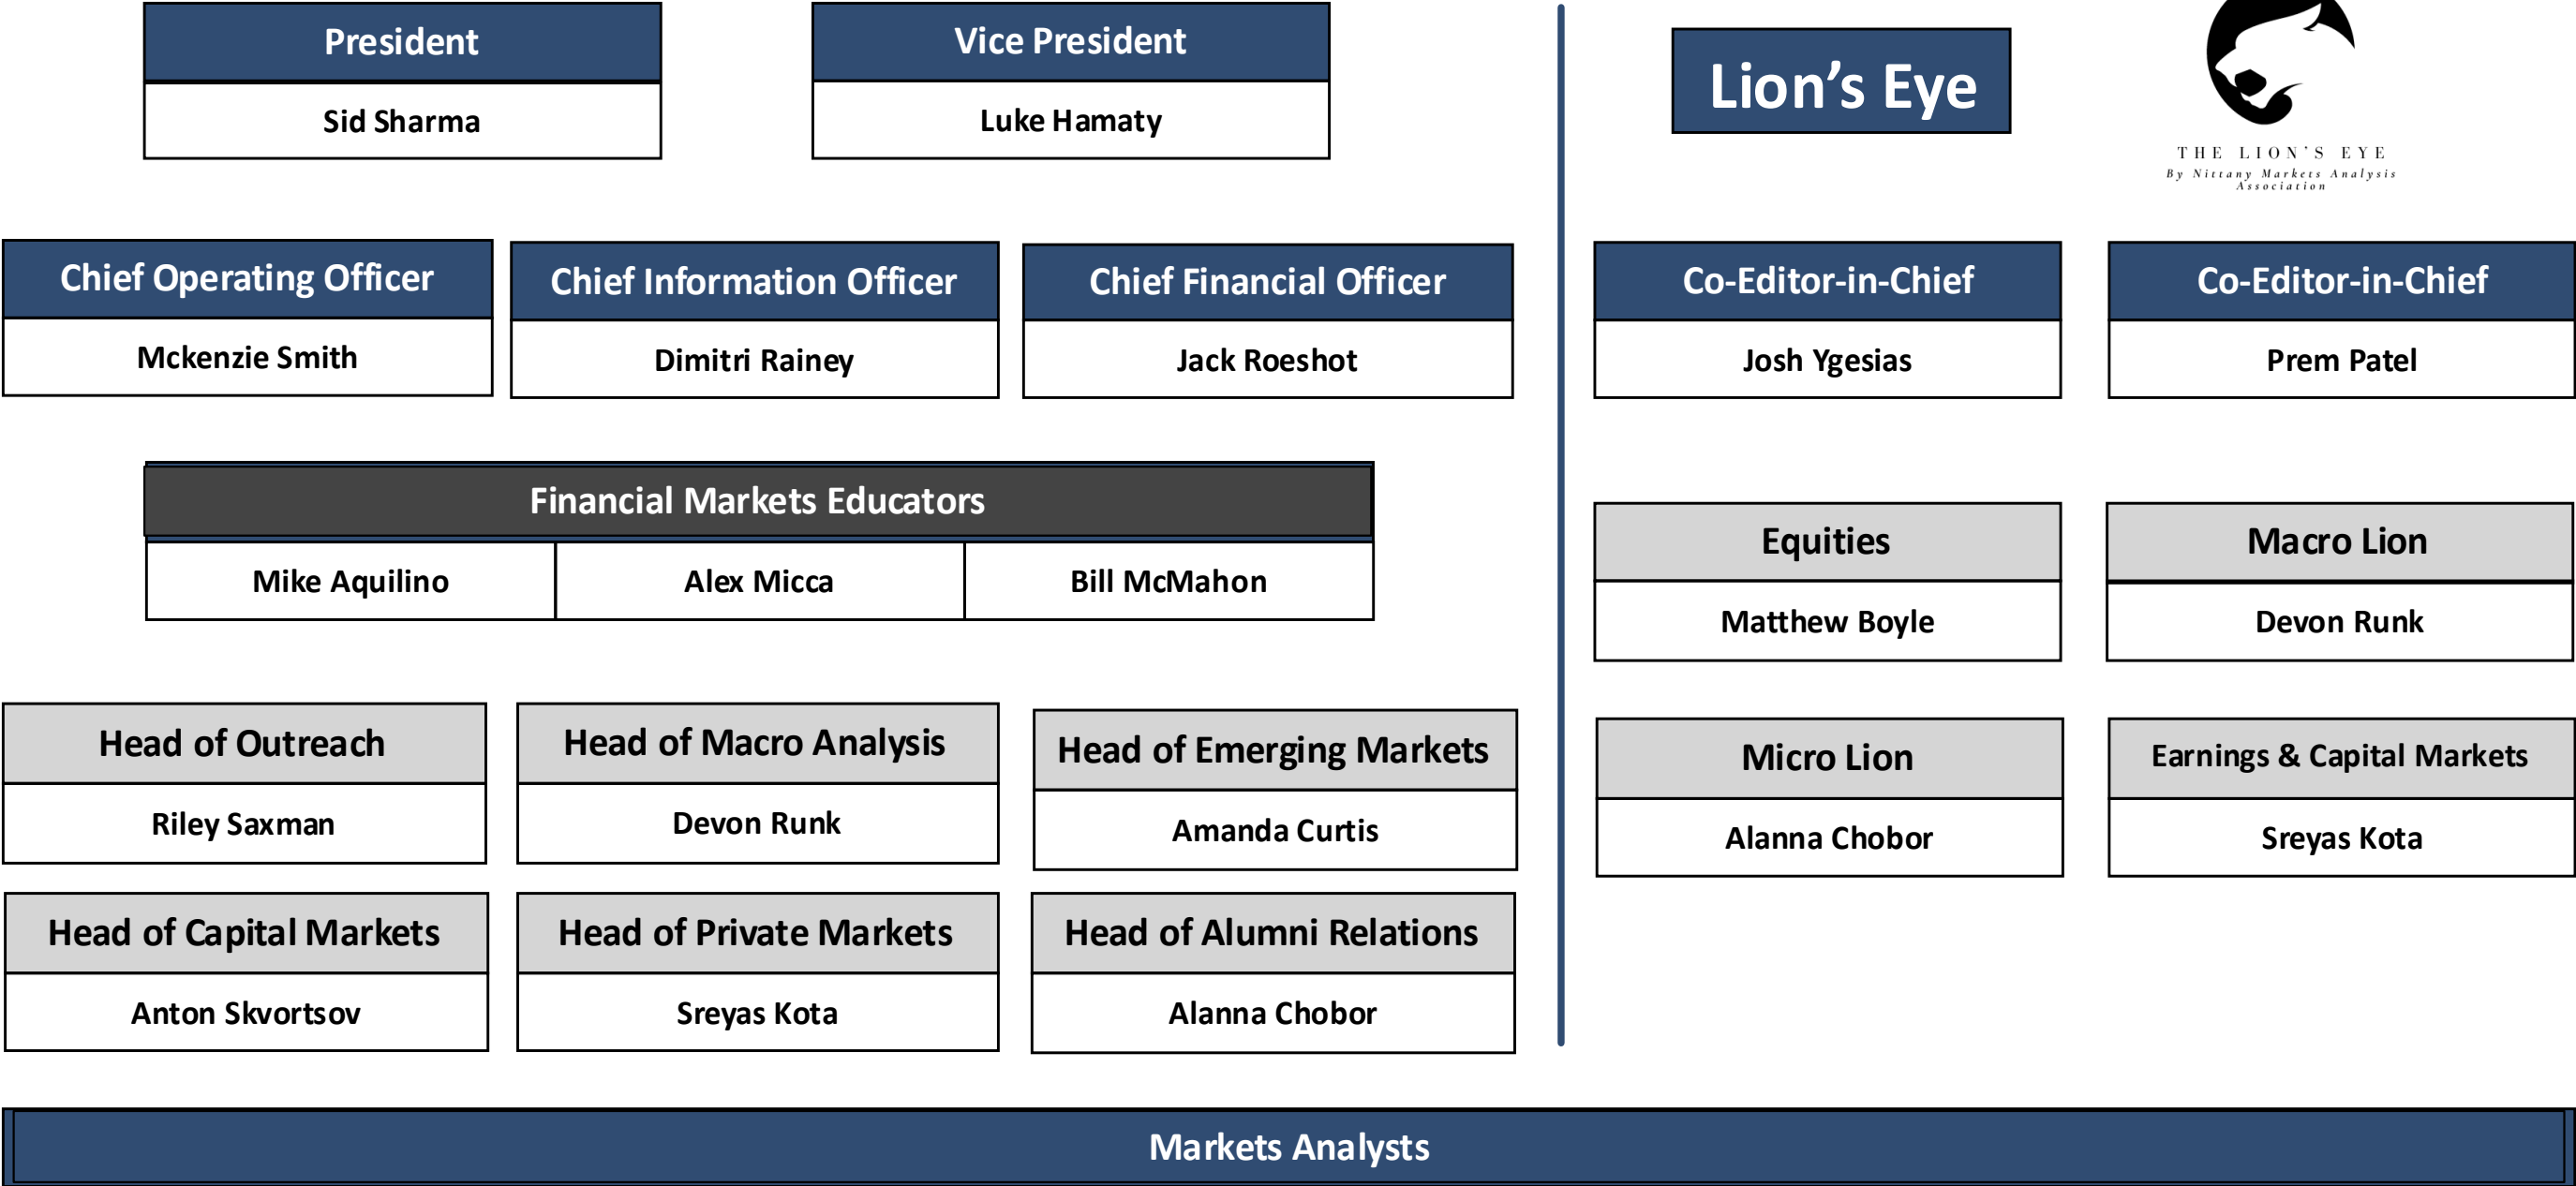 President
Sid Sharma
Vice President
Luke Hamaty
Chief Operating Officer
Mckenzie Smith
Chief Information Officer
Dimitri Rainey
Chief Financial Officer
Jack Roeshot
Financial Markets Educators
Mike Aquilino
Alex Micca
Bill McMahon
Head of Outreach
Riley Saxman
Head of Macro Analysis
Devon Runk
Head of Emerging Markets
Amanda Curtis
Head of Capital Markets
Anton Skvortsov
Head of Private Markets
Sreyas Kota
Head of Alumni Relations
Alanna Chobor
Lion’s Eye
THE LION'S EYE
By Nittany Markets Analysis
Association
Co-Editor-in-Chief
Josh Ygesias
Co-Editor-in-Chief
Prem Patel
Equities
Matthew Boyle
Macro Lion
Devon Runk
Micro Lion
Alanna Chobor
Earnings & Capital Markets
Sreyas Kota
Markets Analysts